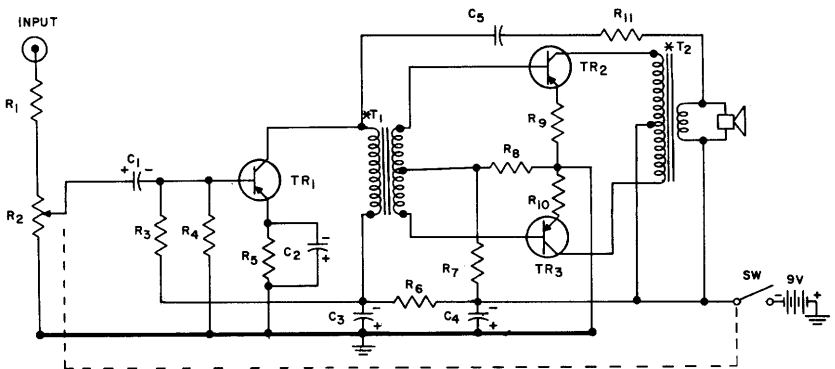 INPUT
C5
R11
R1
*T1
TR2
*T2
R9
C1
+ -
R8
TR1
R2
R10
R3
R4
R5
C2
-
+
R7
TR3
R6
SW
9V
- +
C3
-
+
C4
-
+